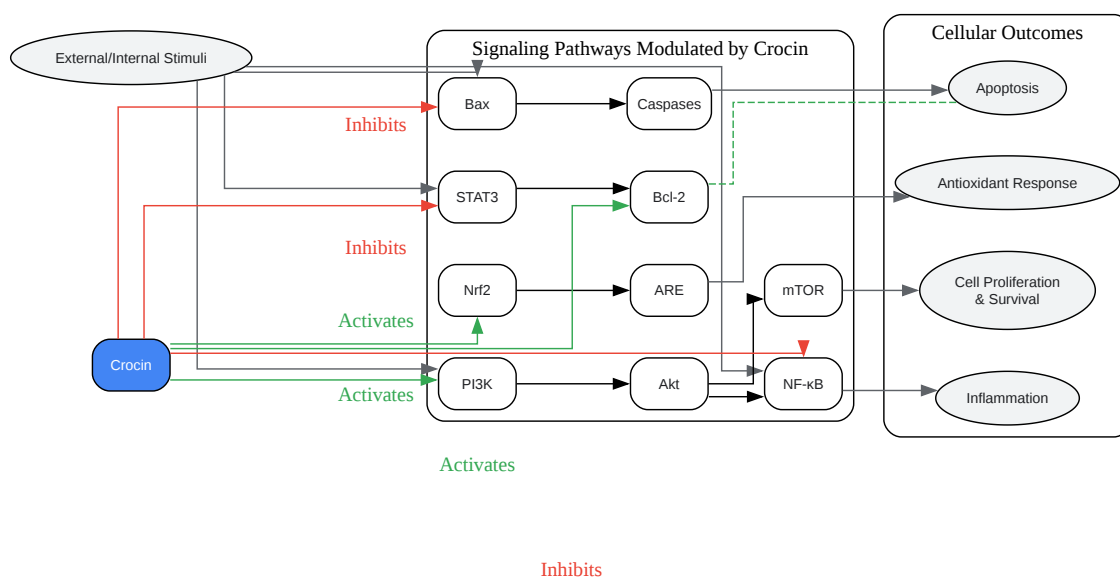 External/Internal Stimuli
Signaling Pathways Modulated by Crocin
Cellular Outcomes
Bax
Caspases
Apoptosis
Inhibits
STAT3
Bcl-2
Antioxidant Response
Inhibits
Nrf2
ARE
mTOR
Cell Proliferation
& Survival
Activates
Crocin
PI3K
Akt
NF-κB
Inflammation
Activates
Activates
Inhibits